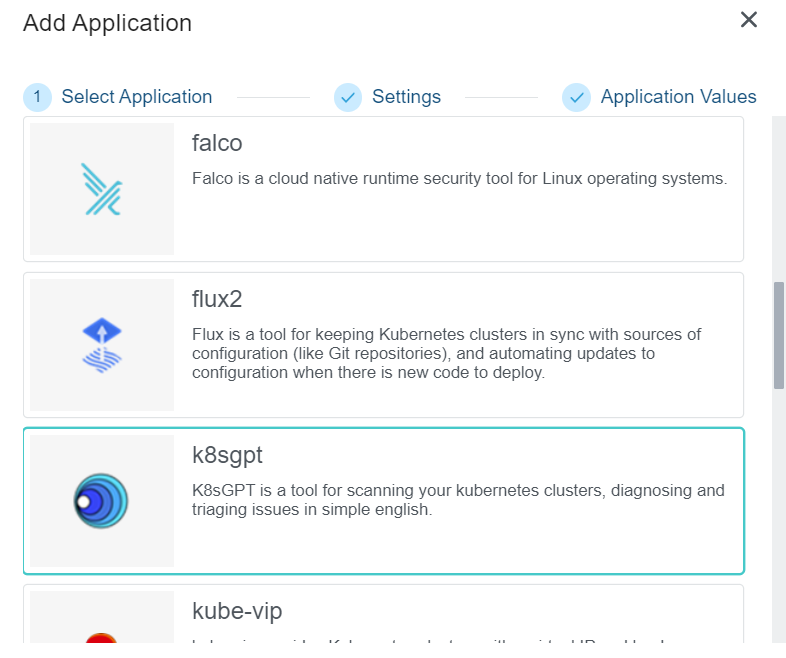 Add Application
1 Select Application Settings Application Values
falco
Falco is a cloud native runtime security tool for Linux operating systems.
flux2
Flux is a tool for keeping Kubernetes clusters in sync with sources of
configuration (like Git repositories), and automating updates to
configuration when there is new code to deploy.
k8sgpt
K8sGPT is a tool for scanning your kubernetes clusters, diagnosing and
triaging issues in simple english.
kube-vip